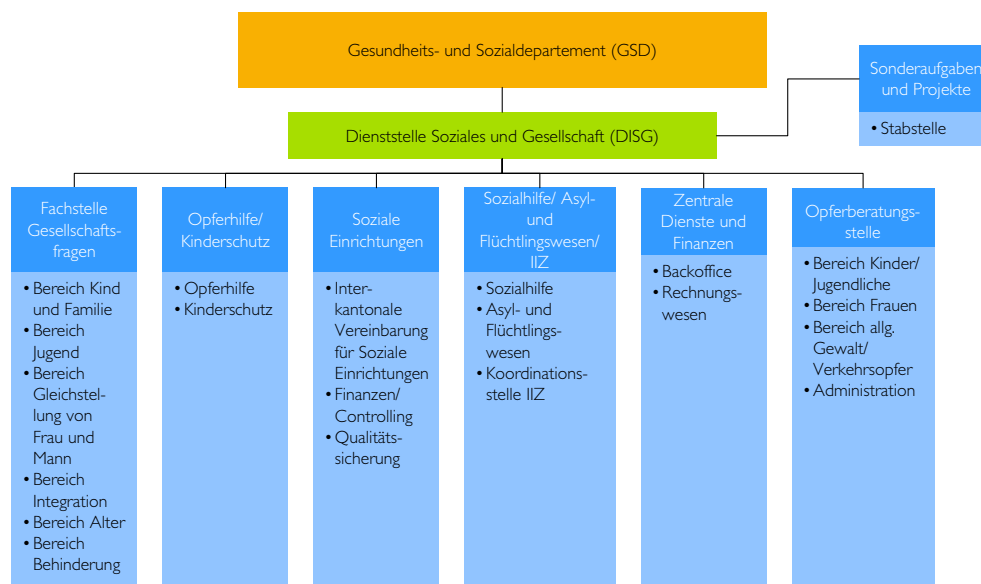 Gesundheits- und Sozialdepartement (GSD)
Sonderaufgaben
und Projekte
• Stabstelle
Dienststelle Soziales und Gesellschaft (DISG)
Fachstelle
Gesellschafts-
fragen
• Bereich Kind
und Familie
• Bereich
Jugend
• Bereich
Gleichstel-
lung von
Frau und
Mann
• Bereich
Integration
• Bereich Alter
• Bereich
Behinderung
Opferhilfe/
Kinderschutz
• Opferhilfe
• Kinderschutz
Soziale
Einrichtungen
• Inter-
kantonale
Vereinbarung
für Soziale
Einrichtungen
• Finanzen/
Controlling
• Qualitäts-
sicherung
Sozialhilfe/ Asyl-
und
Flüchtlingswesen/
IIZ
• Sozialhilfe
• Asyl- und
Flüchtlings-
wesen
• Koordinations-
stelle IIZ
Zentrale
Dienste und
Finanzen
• Backoffice
• Rechnungs-
wesen
Opferberatungs-
stelle
• Bereich Kinder/
Jugendliche
• Bereich Frauen
• Bereich allg.
Gewalt/
Verkehrsopfer
• Administration